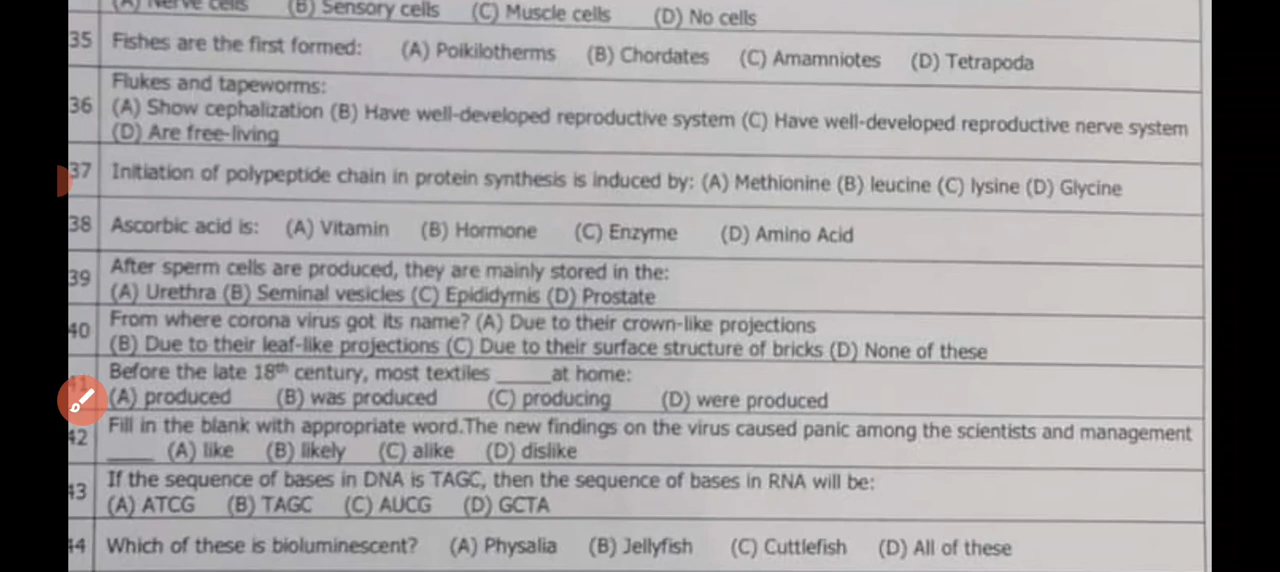 (A) Nerve cells (B) Sensory cells (C) Muscle cells (D) No cells
35 Fishes are the first formed: (A) Poikilotherms (B) Chordates (C) Amamniotes (D) Tetrapoda
Flukes and tapeworms:
36 (A) Show cephalization (B) Have well-developed reproductive system (C) Have well-developed reproductive nerve system
(D) Are free-living
37 Initiation of polypeptide chain in protein synthesis is induced by: (A) Methionine (B) leucine (C) lysine (D) Glycine
38 Ascorbic acid is: (A) Vitamin (B) Hormone (C) Enzyme (D) Amino Acid
39 After sperm cells are produced, they are mainly stored in the:
(A) Urethra (B) Seminal vesicles (C) Epididymis (D) Prostate
40 From where corona virus got its name? (A) Due to their crown-like projections
(B) Due to their leaf-like projections (C) Due to their surface structure of bricks (D) None of these
41 Before the late 18th century, most textiles _____at home:
(A) produced (B) was produced (C) producing (D) were produced
42 Fill in the blank with appropriate word.The new findings on the virus caused panic among the scientists and management
_____ (A) like (B) likely (C) alike (D) dislike
43 If the sequence of bases in DNA is TAGC, then the sequence of bases in RNA will be:
(A) ATCG (B) TAGC (C) AUCG (D) GCTA
44 Which of these is bioluminescent? (A) Physalia (B) Jellyfish (C) Cuttlefish (D) All of these